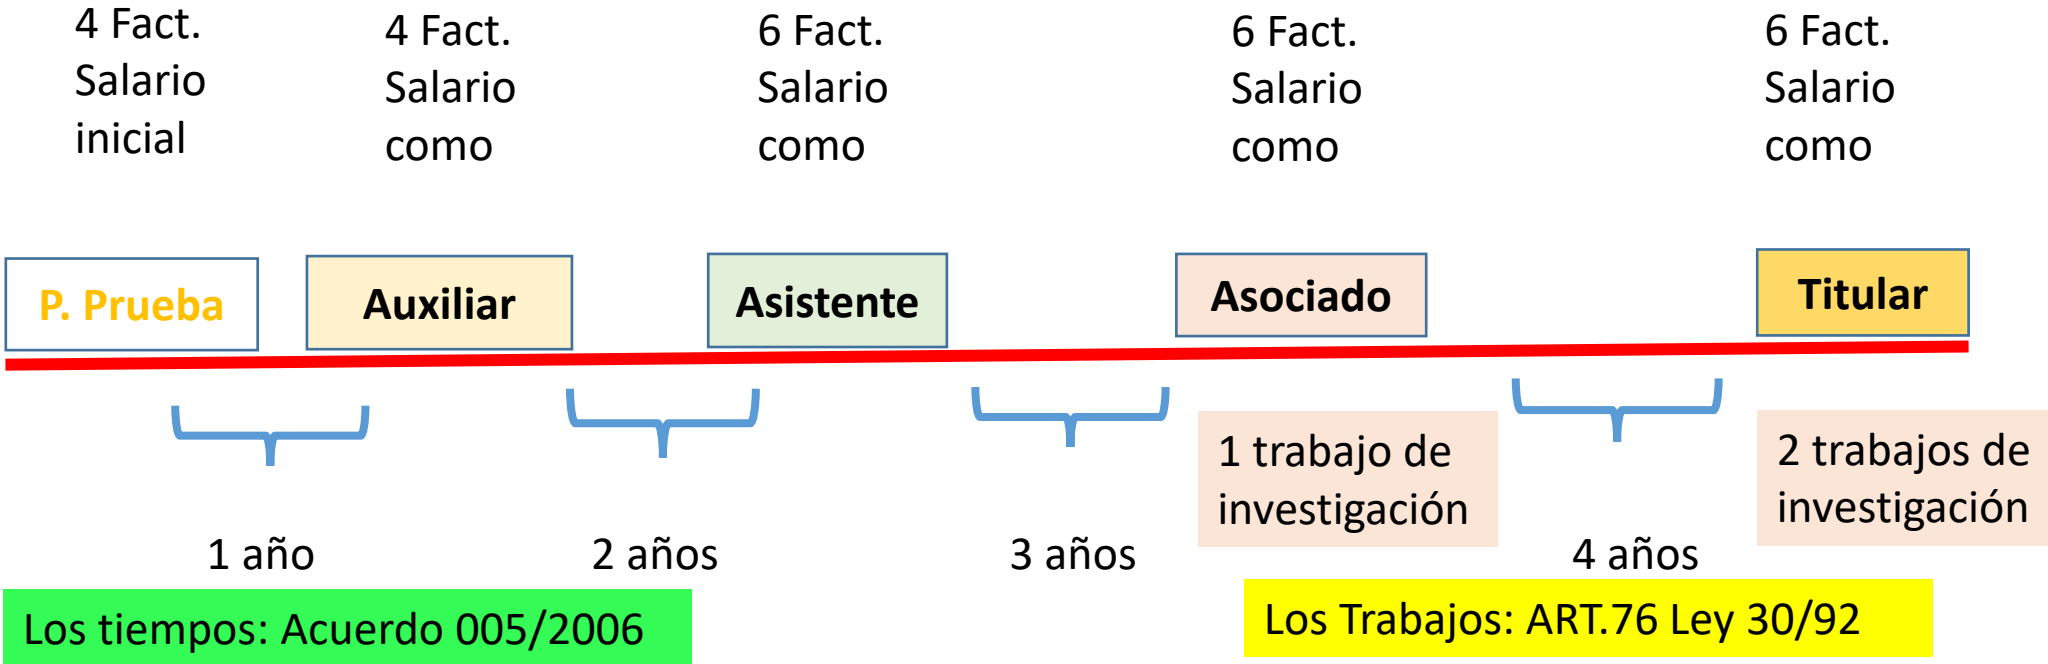 4 Fact.
Salario
inicial
4 Fact.
Salario
como
6 Fact.
Salario
como
6 Fact.
Salario
como
6 Fact.
Salario
como
P. Prueba
Auxiliar
Asistente
Asociado
Titular
1 trabajo de
investigación
2 trabajos de
investigación
1 año
2 años
3 años
4 años
Los tiempos: Acuerdo 005/2006
Los Trabajos: ART.76 Ley 30/92